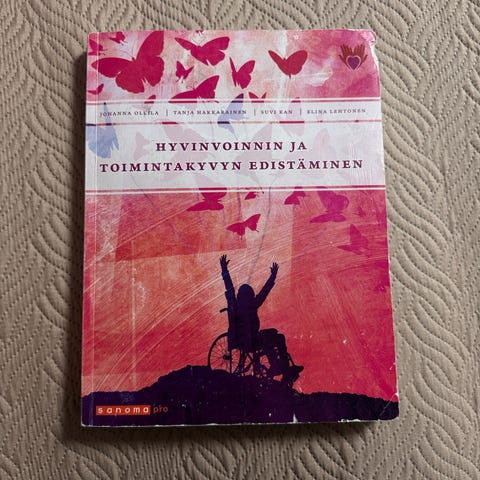 JOHANNA OLLILA | TANJA HAKKARAINEN | SUVI KAN | ELINA LEHTONEN
HYVINVOINNIN JA
TOIMINTAKYVYN EDISTÄMINEN
sanoma pro